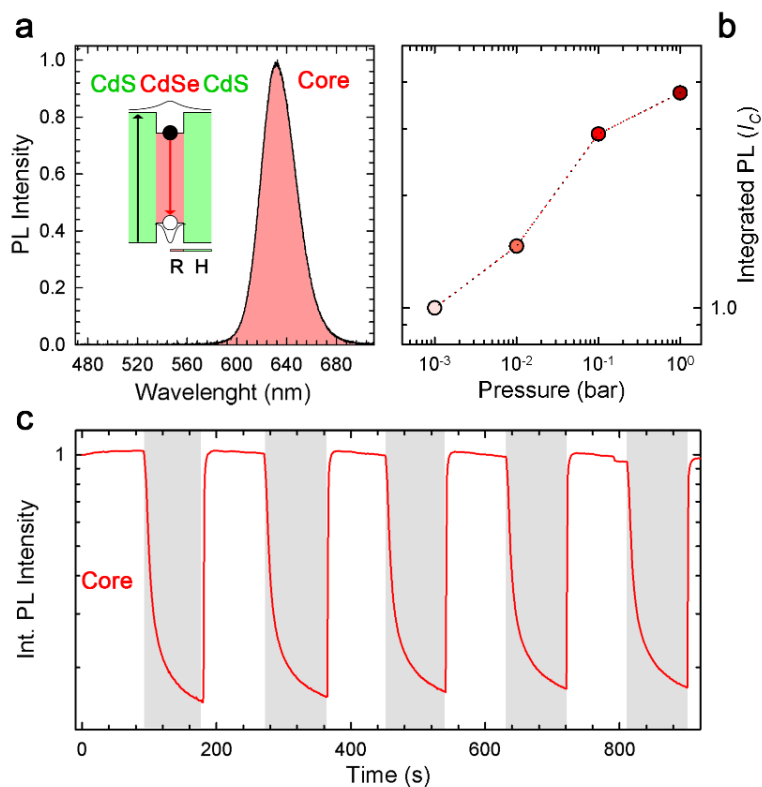 a
b
CdS CdSe CdS
Core
R H
PL Intensity
1.0
0.8
0.6
0.4
0.2
0.0
480 520 560 600 640 680
Wavelenght (nm)
1.0
Integrated PL (I_C)
10⁻³ 10⁻² 10⁻¹ 10⁰
Pressure (bar)
c
1
Core
Int. PL Intensity
0 200 400 600 800
Time (s)